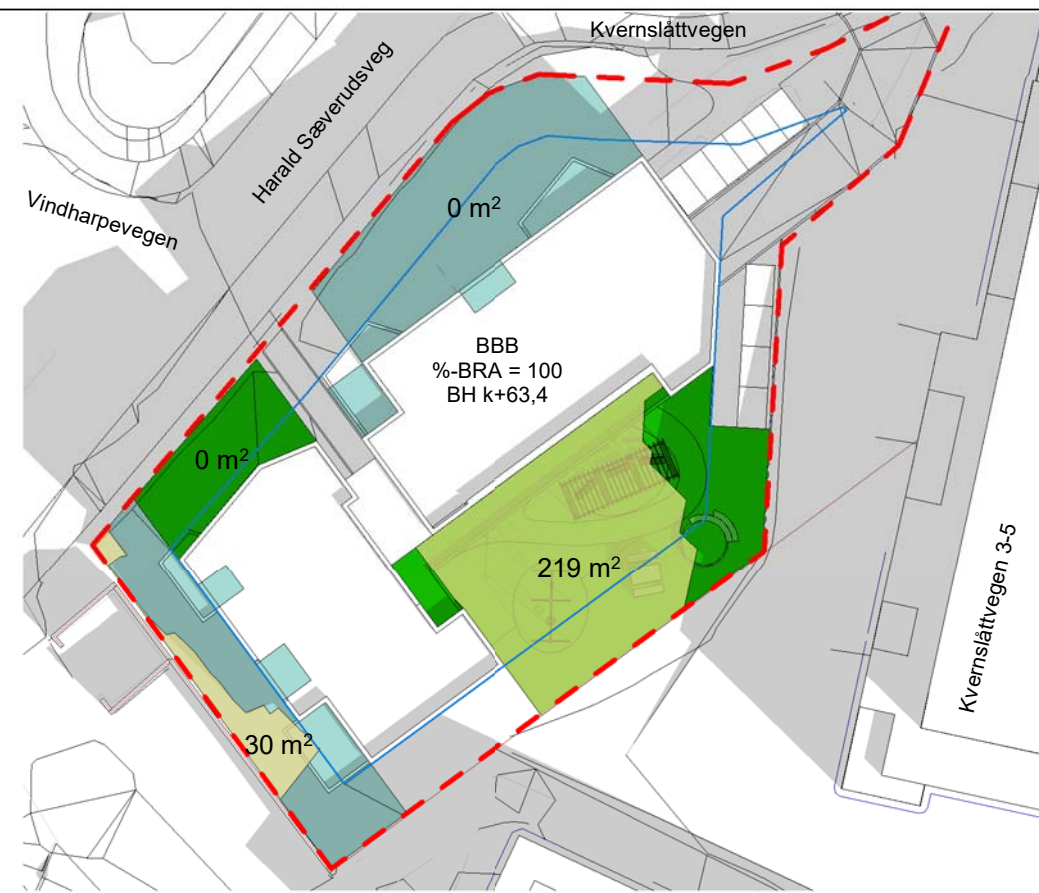 Kvernslåttvegen
Harald Sæverudsveg
Vindharpevegen
0 m²
BBB
%-BRA = 100
BH k+63,4
0 m²
219 m²
Kvernslåttvegen 3-5
30 m²